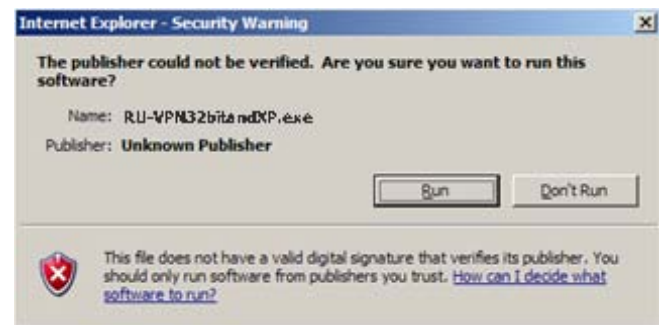 Internet Explorer - Security Warning
The publisher could not be verified. Are you sure you want to run this
software?
Name: RU-VPN32bitandXP.exe
Publisher: Unknown Publisher
Run
Don't Run
This file does not have a valid digital signature that verifies its publisher. You
should only run software from publishers you trust. How can I decide what
software to run?